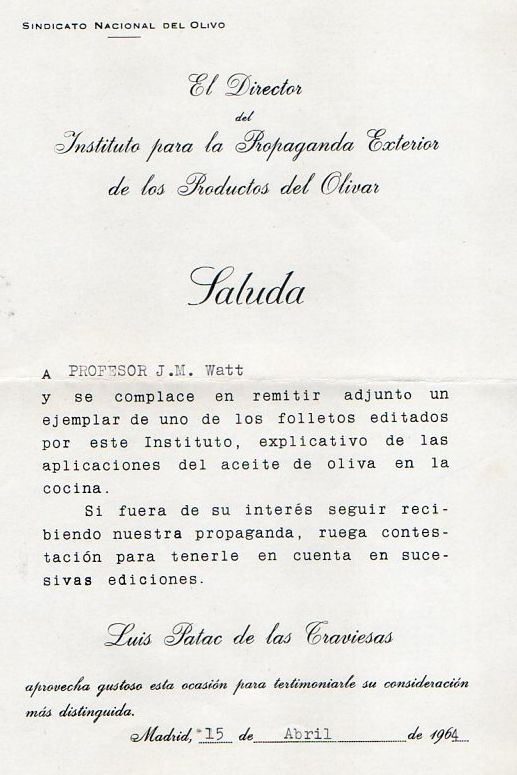 SINDICATO NACIONAL DEL OLIVO
El Director
del
Instituto para la Propaganda Exterior
de los Productos del Olivar
Saluda
A PROFESOR J.M. Watt
y se complace en remitir adjunto un
ejemplar de uno de los folletos editados
por este Instituto, explicativo de las
aplicaciones del aceite de oliva en la
cocina.
Si fuera de su interés seguir reci-
biendo nuestra propaganda, ruega contes-
tación para tenerle en cuenta en suce-
sivas ediciones.
Luis Patac de las Traviesas
aprovecha gustoso esta ocasión para tertimoniarle su consideración
más distinguida.
Madrid, 15 de Abril de 1964